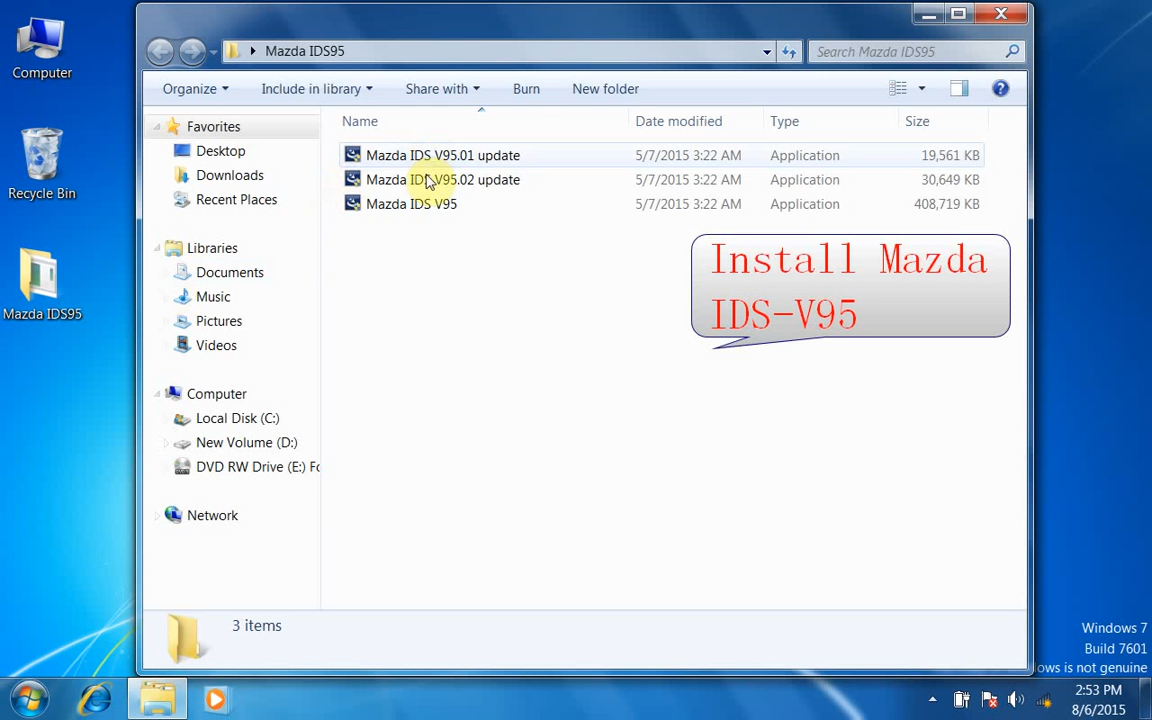 Computer
Recycle Bin
Mazda IDS95
Mazda IDS95
Search Mazda IDS95
Organize
Include in library
Share with
Burn
New folder
Favorites
Desktop
Downloads
Recent Places
Libraries
Documents
Music
Pictures
Videos
Computer
Local Disk (C:)
New Volume (D:)
DVD RW Drive (E:) Fo
Network
Name Date modified Type Size
Mazda IDS V95.01 update 5/7/2015 3:22 AM Application 19,561 KB
Mazda IDS V95.02 update 5/7/2015 3:22 AM Application 30,649 KB
Mazda IDS V95 5/7/2015 3:22 AM Application 408,719 KB
Install Mazda
IDS-V95
3 items
Windows 7
Build 7601
ows is not genuine
2:53 PM
8/6/2015